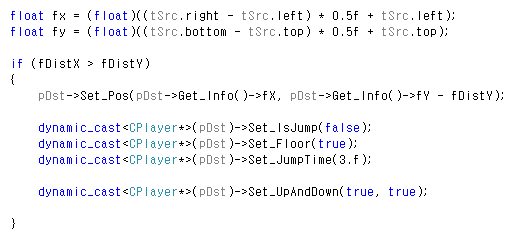 float fx = (float)((tSrc.right - tSrc.left) * 0.5f + tSrc.left);
float fy = (float)((tSrc.bottom - tSrc.top) * 0.5f + tSrc.top);
if (fDistX > fDistY)
{
pDst->Set_Pos(pDst->Get_Info()->fX, pDst->Get_Info()->fY - fDistY);
dynamic_cast<CPlayer*>(pDst)->Set_IsJump(false);
dynamic_cast<CPlayer*>(pDst)->Set_Floor(true);
dynamic_cast<CPlayer*>(pDst)->Set_JumpTime(3.f);
dynamic_cast<CPlayer*>(pDst)->Set_UpAndDown(true, true);
}